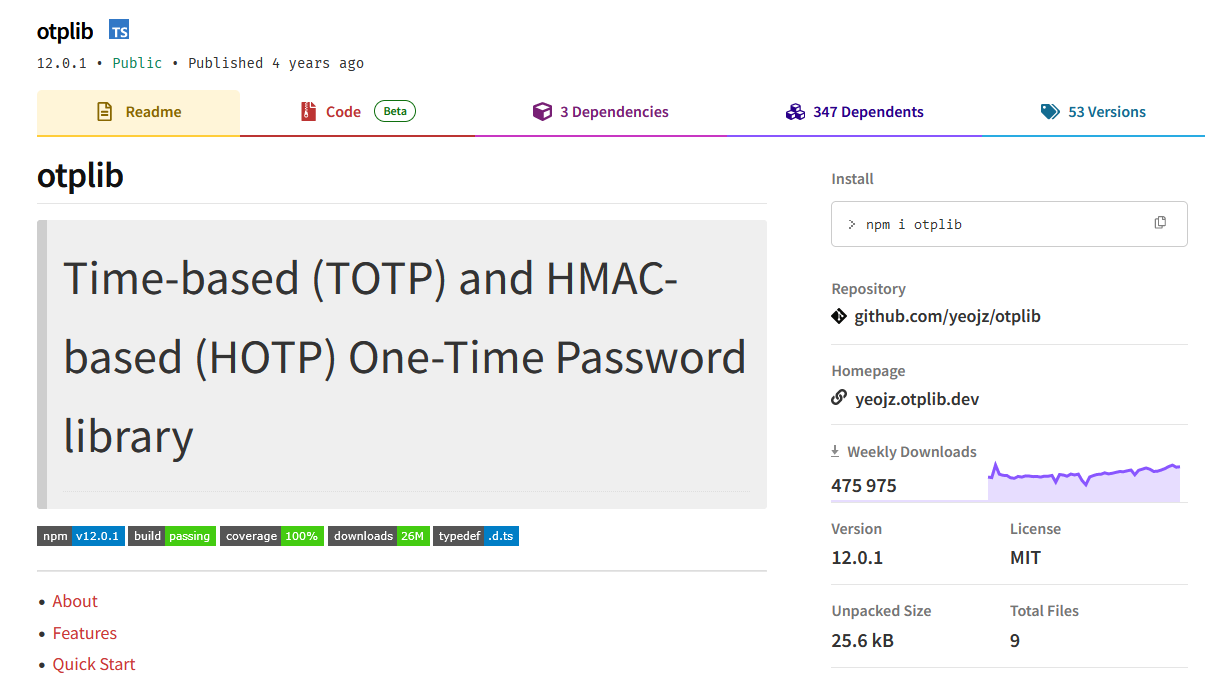 otplib TS
12.0.1 • Public • Published 4 years ago
Readme
Code Beta
3 Dependencies
347 Dependents
53 Versions
otplib
Time-based (TOTP) and HMAC-
based (HOTP) One-Time Password
library
npm v12.0.1 build passing coverage 100% downloads 26M typedef .d.ts
• About
• Features
• Quick Start
Install
> npm i otplib
Repository
github.com/yeojz/otplib
Homepage
yeojz.otplib.dev
Weekly Downloads
475 975
Version
12.0.1
License
MIT
Unpacked Size
25.6 kB
Total Files
9